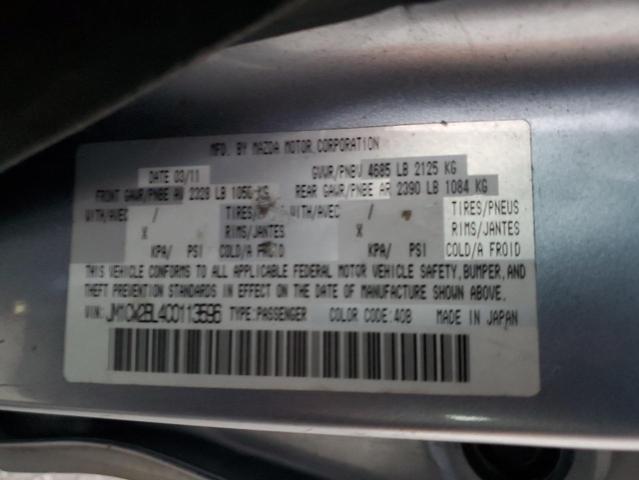 MFD. BY MAZDA MOTOR CORPORATION
DATE 03/11 GVWR/PNBV 4685 LB 2125 KG
FRONT GAWR/PNBE AV 2328 LB 1056 KG REAR GAWR/PNBE AR 2390 LB 1084 KG
WITH/AVEC / TIRES/ WITH/AVEC / TIRES/PNEUS
X RIMS/JANTES X RIMS/JANTES
KPA/ PSI COLD/A FROID KPA/ PSI COLD/A FROID
THIS VEHICLE CONFORMS TO ALL APPLICABLE FEDERAL MOTOR VEHICLE SAFETY, BUMPER, AND
THEFT PREVENTION STANDARDS IN EFFECT ON THE DATE OF MANUFACTURE SHOWN ABOVE.
VIN: JM1CW2BL4C0113596 TYPE:PASSENGER COLOR CODE:40B MADE IN JAPAN